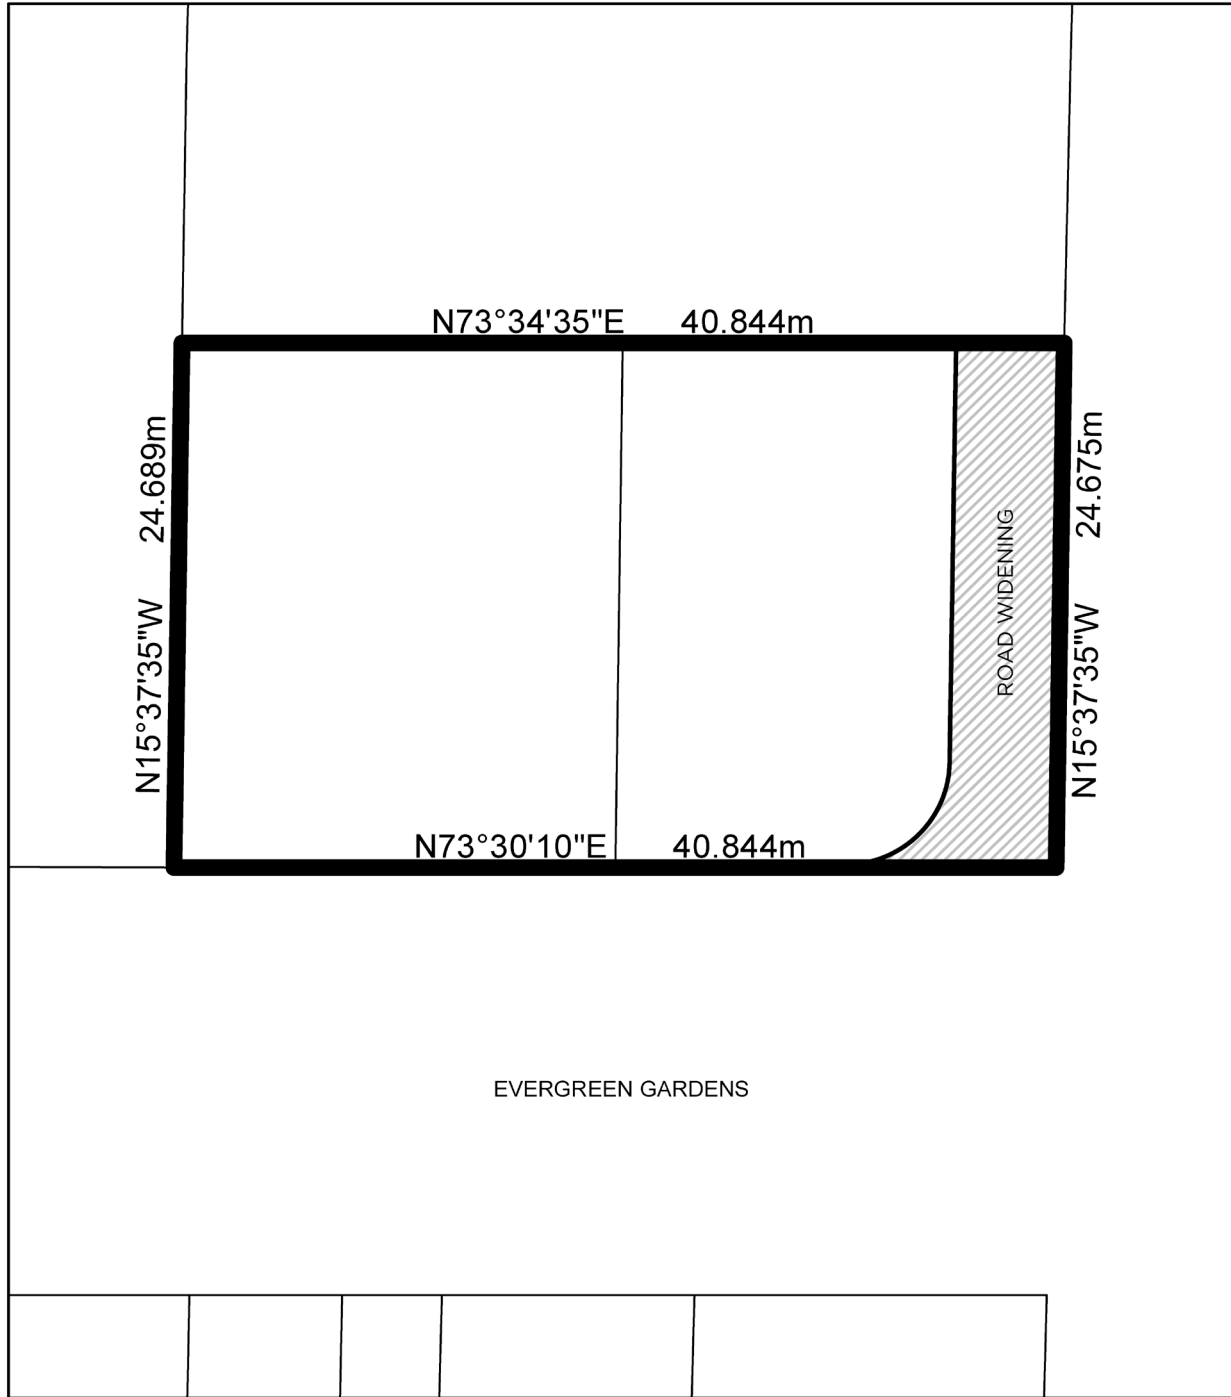 N73°34'35"E 40.844m
24.689m
N15°37'35"W
ROAD WIDENING
24.675m
N15°37'35"W
N73°30'10"E 40.844m
EVERGREEN GARDENS